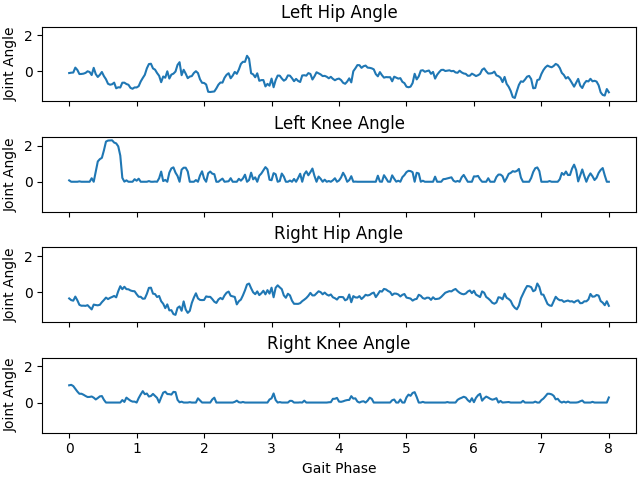 Left Hip Angle
Joint Angle
2
0
Left Knee Angle
Joint Angle
2
0
Right Hip Angle
Joint Angle
2
0
Right Knee Angle
Joint Angle
2
0
0 1 2 3 4 5 6 7 8
Gait Phase